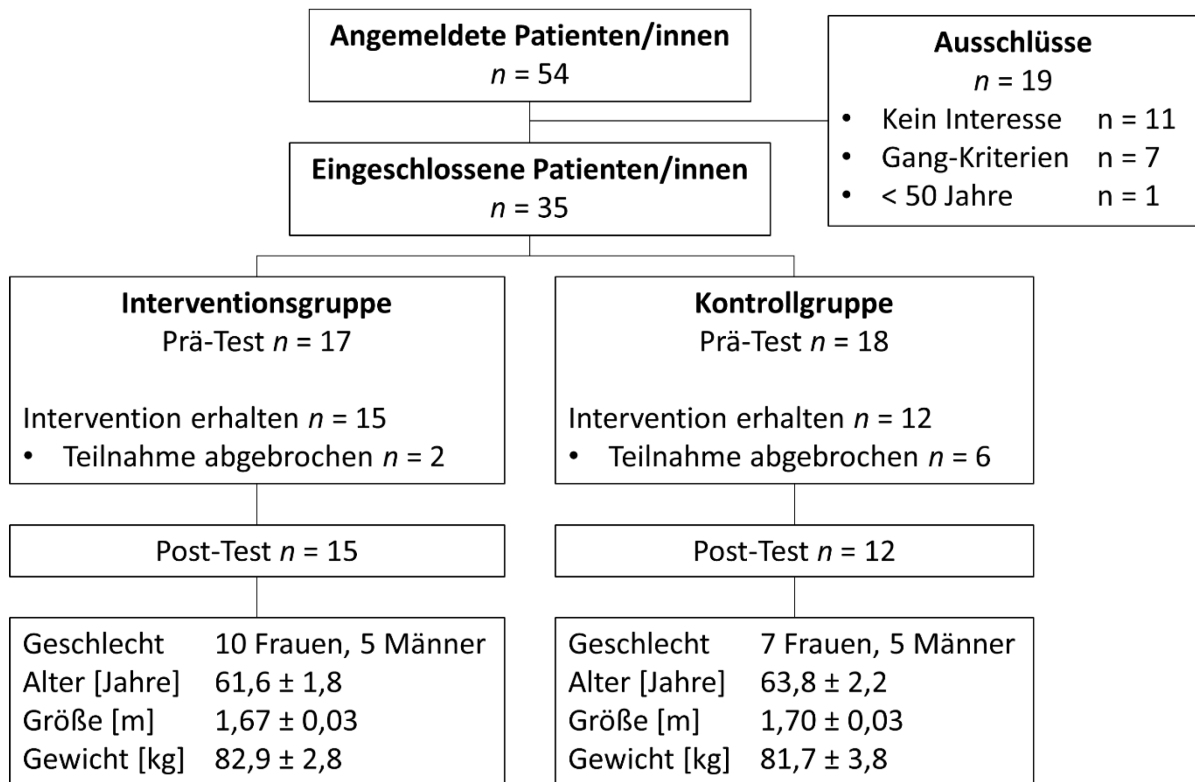 Angemeldete Patienten/innen
n = 54
Ausschlüsse
n = 19
• Kein Interesse n = 11
• Gang-Kriterien n = 7
• < 50 Jahre n = 1
Eingeschlossene Patienten/innen
n = 35
Interventionsgruppe
Prä-Test n = 17
Intervention erhalten n = 15
• Teilnahme abgebrochen n = 2
Kontrollgruppe
Prä-Test n = 18
Intervention erhalten n = 12
• Teilnahme abgebrochen n = 6
Post-Test n = 15
Post-Test n = 12
Geschlecht 10 Frauen, 5 Männer
Alter [Jahre] 61,6 ± 1,8
Größe [m] 1,67 ± 0,03
Gewicht [kg] 82,9 ± 2,8
Geschlecht 7 Frauen, 5 Männer
Alter [Jahre] 63,8 ± 2,2
Größe [m] 1,70 ± 0,03
Gewicht [kg] 81,7 ± 3,8